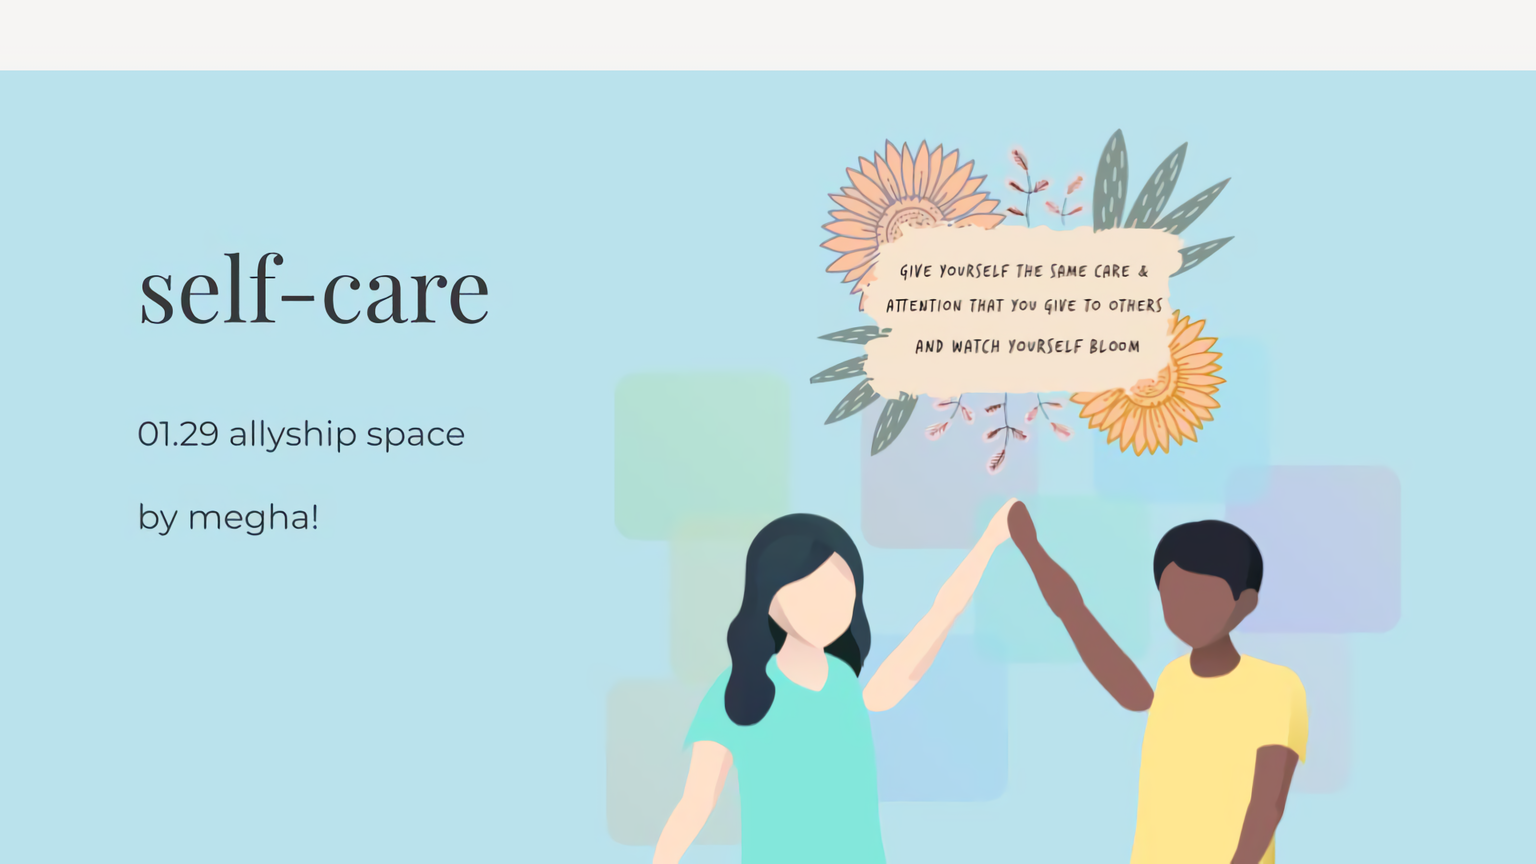 self-care
01.29 allyship space
by megha!
GIVE YOURSELF THE SAME CARE &
ATTENTION THAT YOU GIVE TO OTHERS
AND WATCH YOURSELF BLOOM